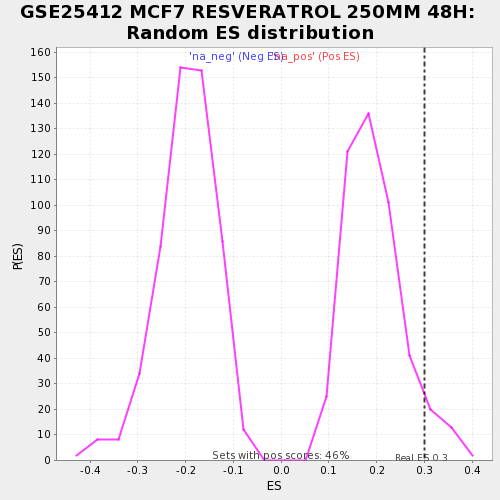 GSE25412 MCF7 RESVERATROL 250MM 48H:
Random ES distribution
'na_neg' (Neg ES) 'na_pos' (Pos ES)
160
150
140
130
120
110
100
90
80
70
60
50
40
30
20
10
0
P(ES)
Sets with pos scores: 46%
Real ES 0.3
-0.4 -0.3 -0.2 -0.1 0.0 0.1 0.2 0.3 0.4
ES